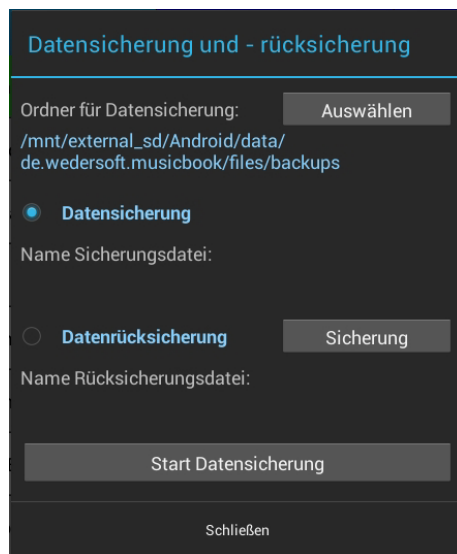 Datensicherung und - rücksicherung
Ordner für Datensicherung:
Auswählen
/mnt/external_sd/Android/data/
de.wedersoft.musicbook/files/backups
Datensicherung
Name Sicherungsdatei:
Datenrücksicherung
Sicherung
Name Rücksicherungsdatei:
Start Datensicherung
Schließen